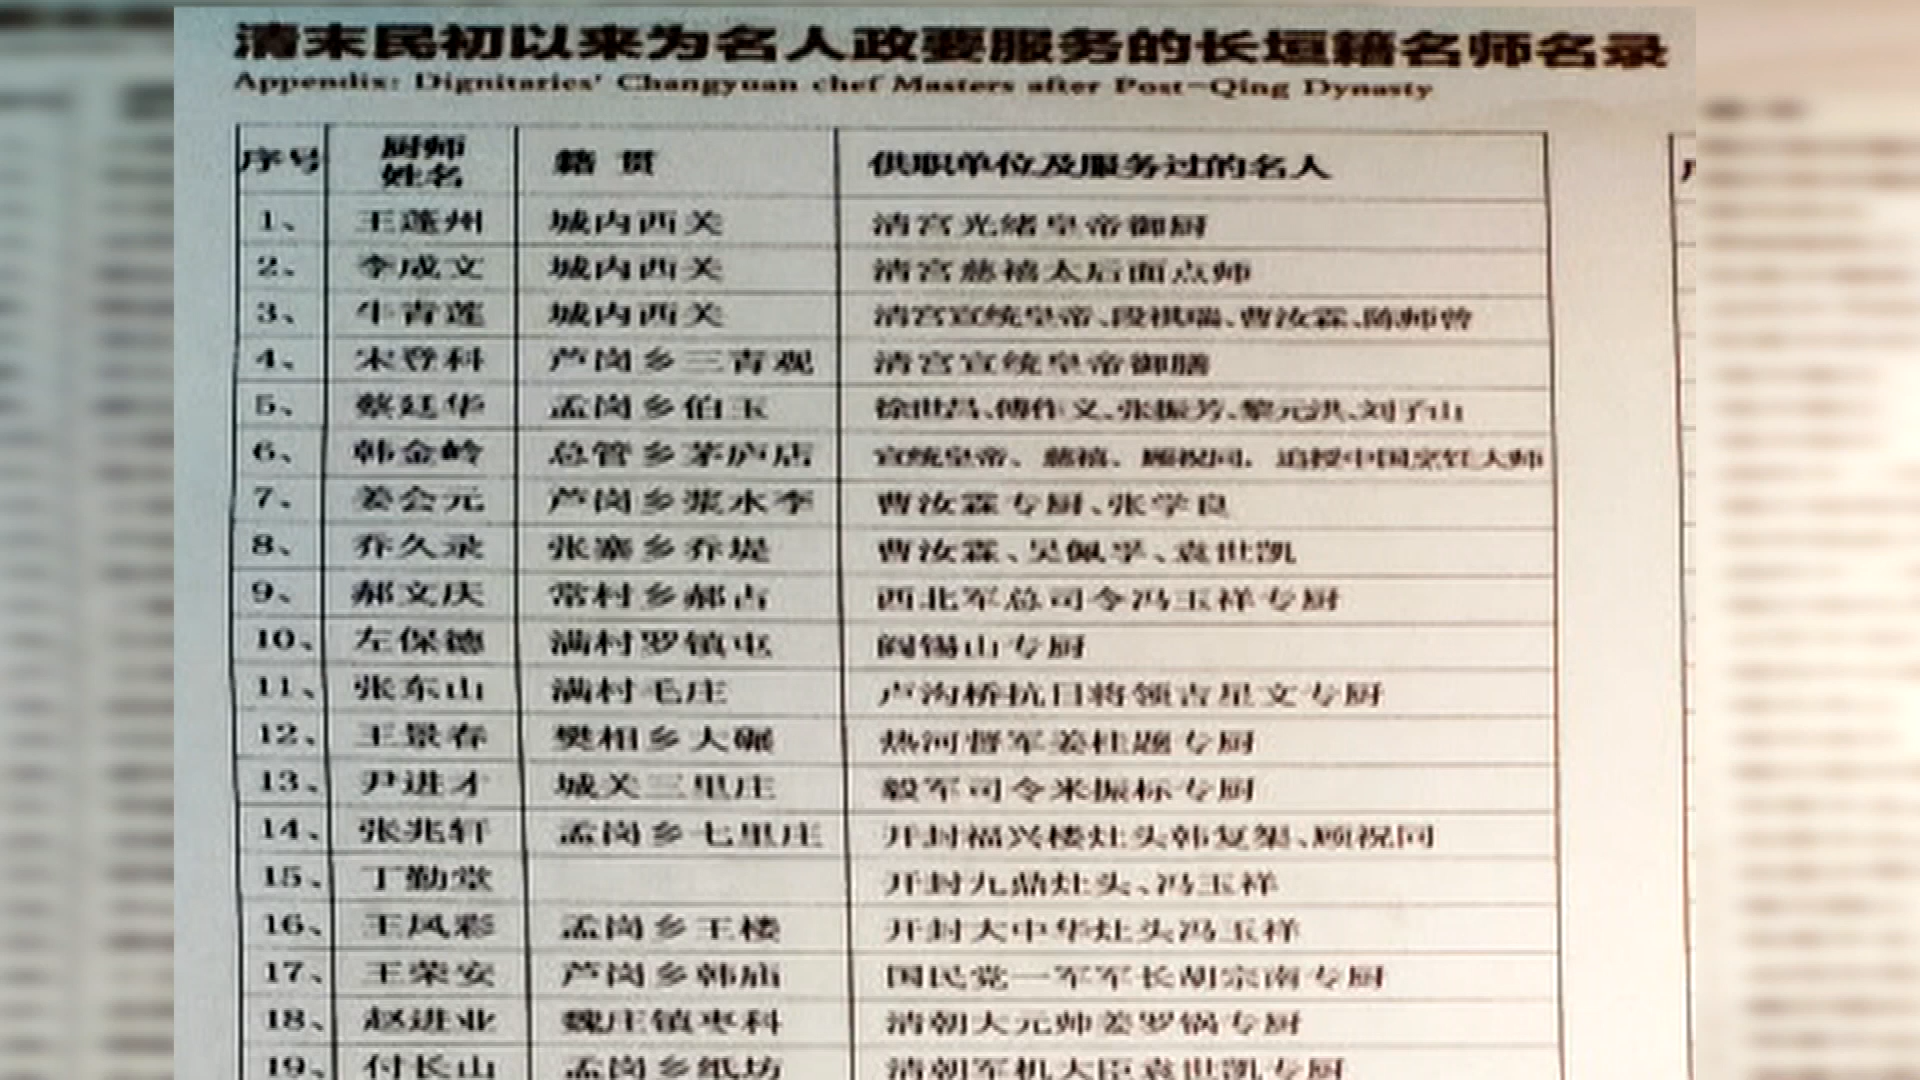 清末民初以来为名人政要服务的长垣籍名师名录
Appendix: Dignitaries' Changyuan chef Masters after Post-Qing Dynasty
序号 厨师姓名 籍贯 供职单位及服务过的名人
1、 王蓬州 城内西关 清宫光绪皇帝御厨
2、 李成文 城内西关 清宫慈禧太后面点师
3、 牛青莲 城内西关 清宫宣统皇帝、段祺瑞、曹汝霖、陈师曾
4、 宋登科 芦岗乡三青观 清宫宣统皇帝御膳
5、 蔡廷华 孟岗乡伯玉 徐世昌、傅作义、张振芳、黎元洪、刘子山
6、 韩金岭 总管乡茅庐店 宣统皇帝、慈禧、顾祝同，追授中国烹饪大师
7、 姜会元 芦岗乡浆水李 曹汝霖专厨、张学良
8、 乔久录 张寨乡乔堤 曹汝霖、吴佩孚、袁世凯
9、 郝文庆 常村乡郝占 西北军总司令冯玉祥专厨
10、 左保德 满村罗镇屯 阎锡山专厨
11、 张东山 满村毛庄 卢沟桥抗日将领吉星文专厨
12、 王景春 樊相乡大碾 热河督军姜桂题专厨
13、 尹进才 城关三里庄 毅军司令米振标专厨
14、 张兆轩 孟岗乡七里庄 开封福兴楼灶头韩复榘、顾祝同
15、 丁勤堂 开封九鼎灶头、冯玉祥
16、 王凤彩 孟岗乡王楼 开封大中华灶头冯玉祥
17、 王荣安 芦岗乡韩庙 国民党一军军长胡宗南专厨
18、 赵进业 魏庄镇枣科 清朝大元帅姜罗锅专厨
19、 付长山 孟岗乡纸坊 清朝军机大臣袁世凯专厨